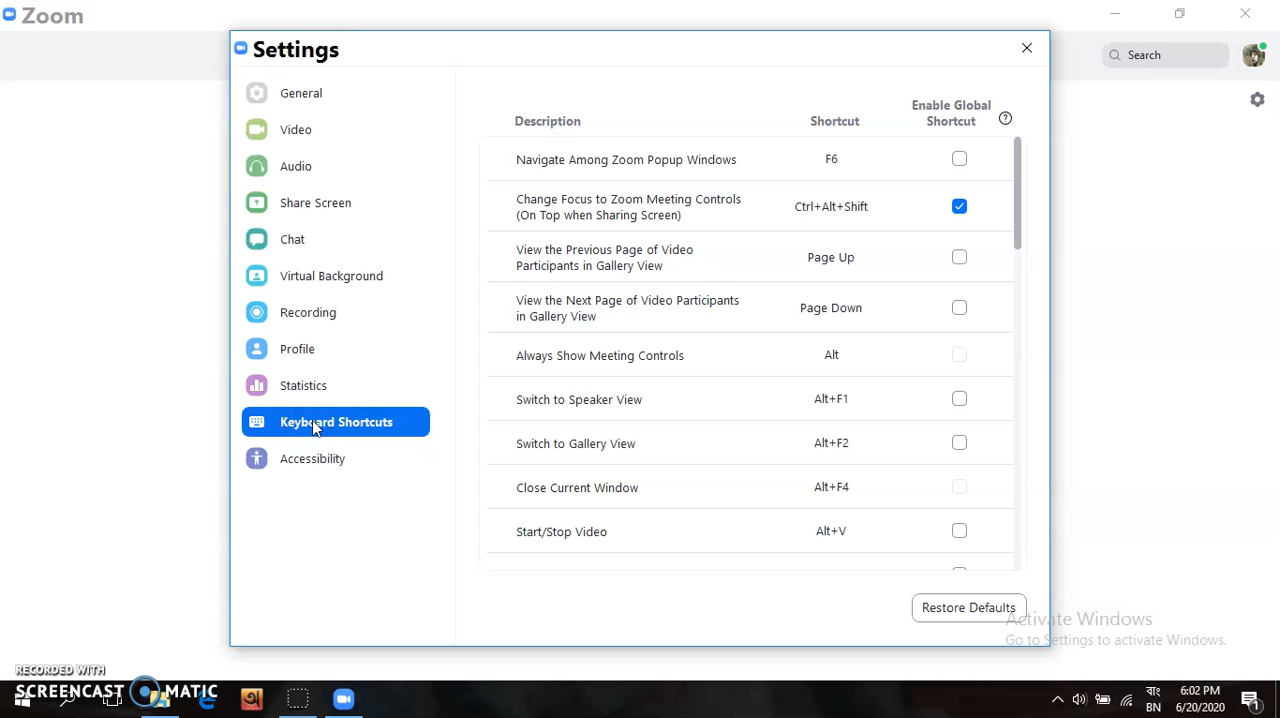 Zoom
Settings
Search
General
Video
Audio
Share Screen
Chat
Virtual Background
Recording
Profile
Statistics
Keyboard Shortcuts
Accessibility
Description
Shortcut
Enable Global
Shortcut
Navigate Among Zoom Popup Windows
F6
Change Focus to Zoom Meeting Controls
(On Top when Sharing Screen)
Ctrl+Alt+Shift
View the Previous Page of Video
Participants in Gallery View
Page Up
View the Next Page of Video Participants
in Gallery View
Page Down
Always Show Meeting Controls
Alt
Switch to Speaker View
Alt+F1
Switch to Gallery View
Alt+F2
Close Current Window
Alt+F4
Start/Stop Video
Alt+V
Restore Defaults
Activate Windows
Go to Settings to activate Windows.
RECORDED WITH
SCREENCAST MATIC
অ
বাং
BN
6:02 PM
6/20/2020
1